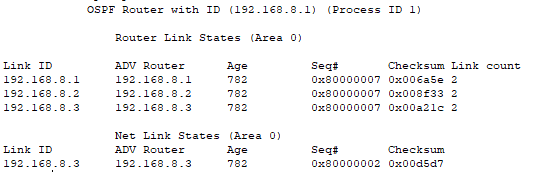 OSPF Router with ID (192.168.8.1) (Process ID 1)
Router Link States (Area 0)
Link ID ADV Router Age Seq# Checksum Link count
192.168.8.1 192.168.8.1 782 0x80000007 0x006a5e 2
192.168.8.2 192.168.8.2 782 0x80000007 0x008f33 2
192.168.8.3 192.168.8.3 782 0x80000007 0x00a21c 2
Net Link States (Area 0)
Link ID ADV Router Age Seq# Checksum
192.168.8.3 192.168.8.3 782 0x80000002 0x00d5d7